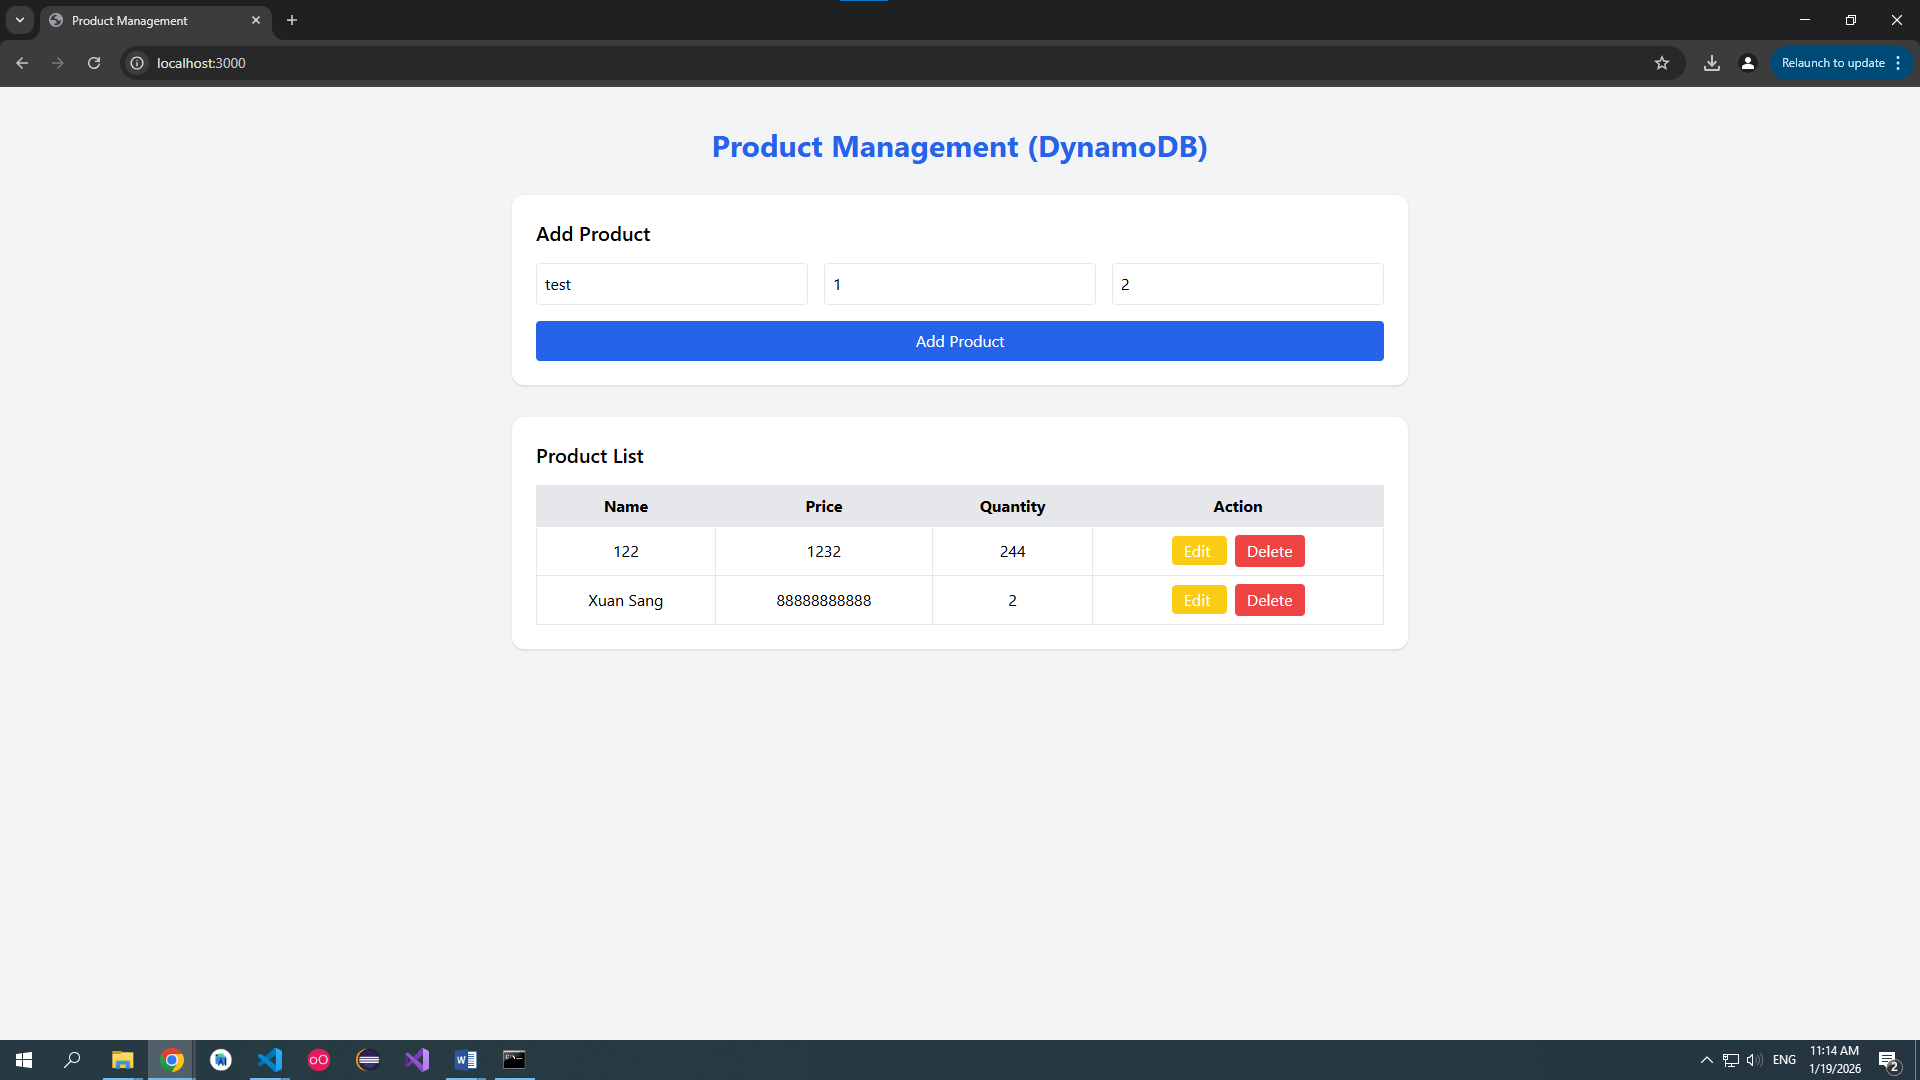 Product Management
localhost:3000
Relaunch to update
Product Management (DynamoDB)
Add Product
test 1 2
Add Product
Product List
Name Price Quantity Action
122 1232 244 Edit Delete
Xuan Sang 88888888888 2 Edit Delete
ENG
11:14 AM
1/19/2026
2